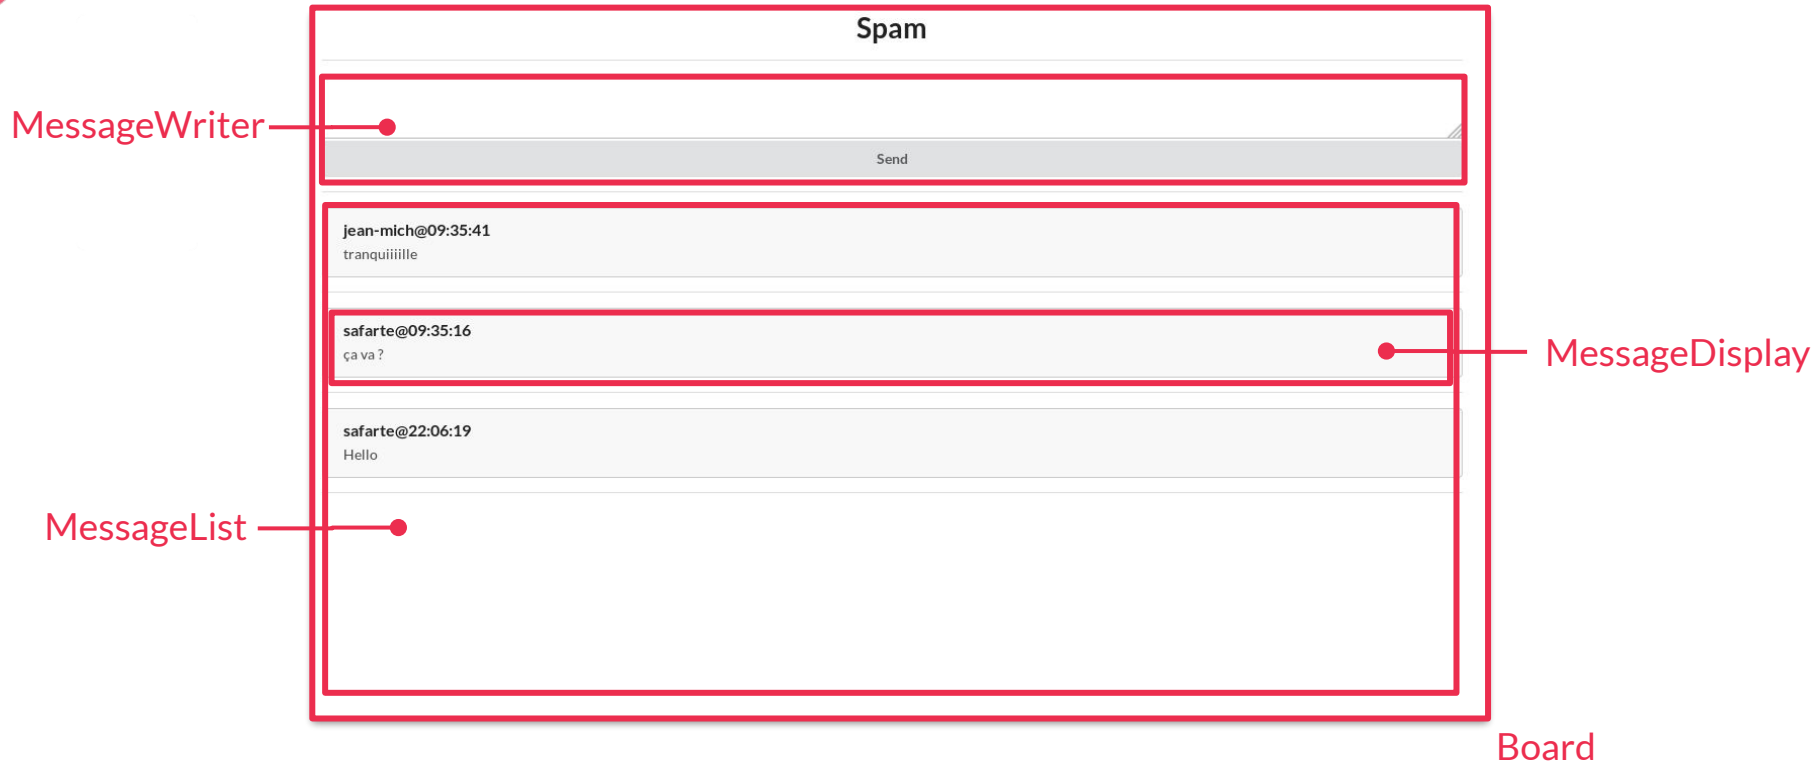 Spam
MessageWriter
Send
jean-mich@09:35:41
tranquiiiille
safarte@09:35:16
ça va ?
MessageDisplay
safarte@22:06:19
Hello
MessageList
Board